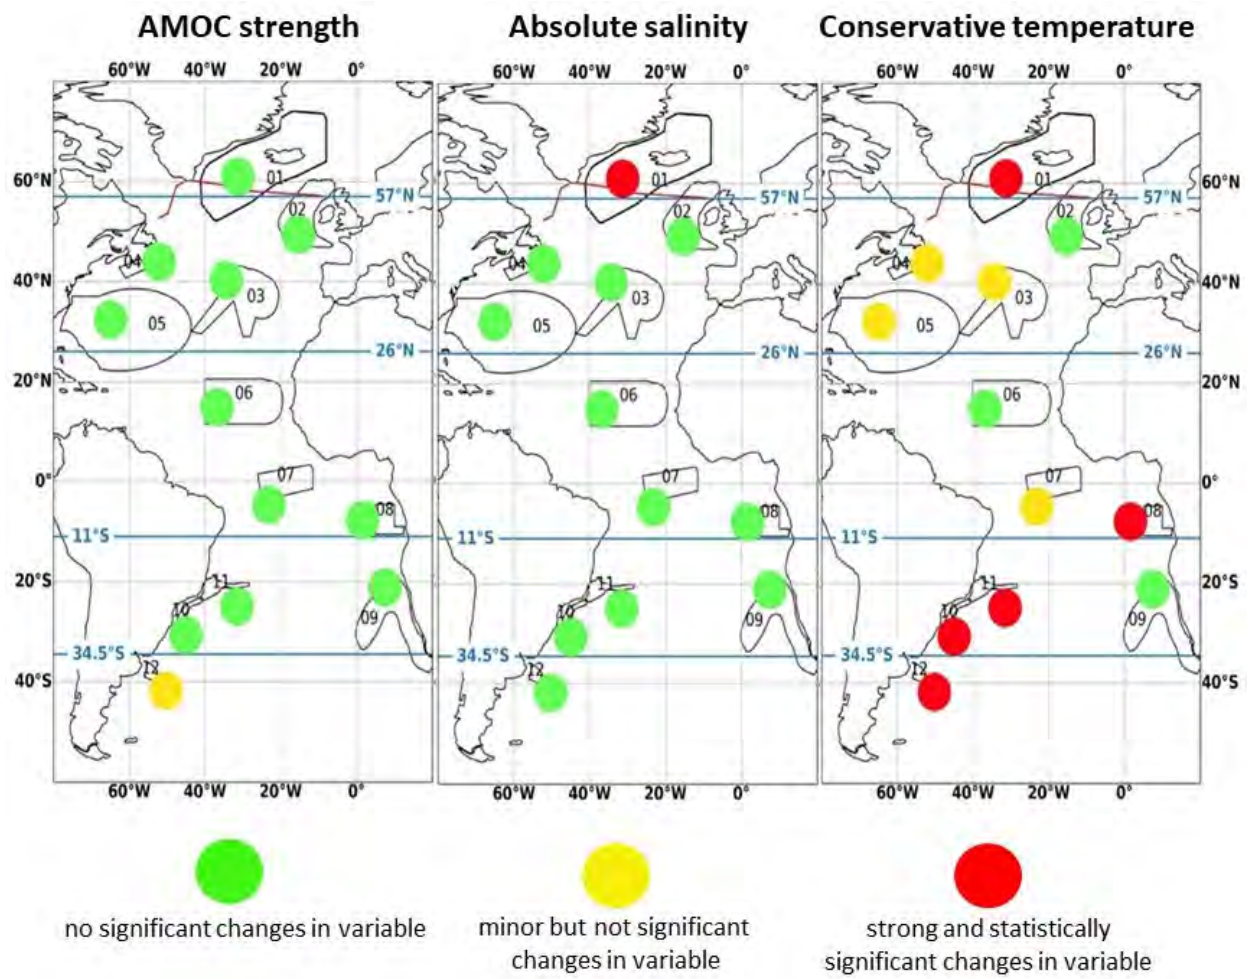 AMOC strength Absolute salinity Conservative temperature
60°W 40°W 20°W 0° 60°W 40°W 20°W 0° 60°W 40°W 20°W 0°
01 01 01
60°N 60°N
57°N 57°N 57°N
02 02 02
04 04 04
40°N 40°N
03 03 03
05 05 05
26°N 26°N 26°N
20°N 20°N
06 06 06
07 07 07
0° 0°
08 08 08
11°S 11°S 11°S
20°S 20°S
11 11 11
10 10 10
09 09 09
34.5°S 34.5°S 34.5°S
12 12 12
40°S 40°S
60°W 40°W 20°W 0° 60°W 40°W 20°W 0° 60°W 40°W 20°W 0°
no significant changes in variable
minor but not significant
changes in variable
strong and statistically
significant changes in variable